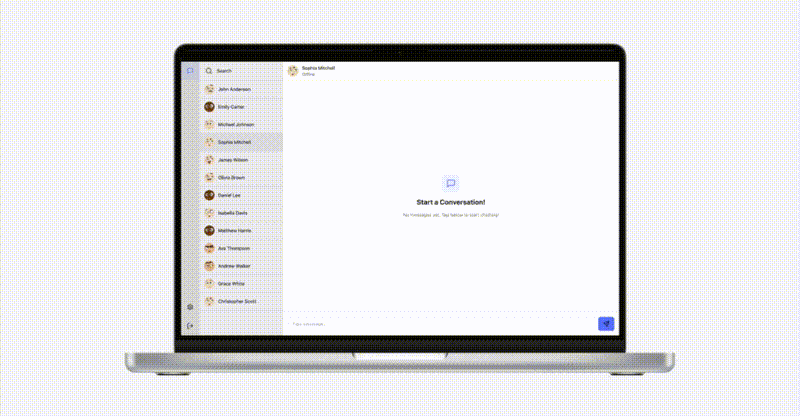 Search
John Anderson
Emily Carter
Michael Johnson
Sophia Mitchell
James Wilson
Olivia Brown
Daniel Lee
Isabella Davis
Matthew Harris
Ava Thompson
Andrew Walker
Grace White
Christopher Scott
Sophia Mitchell
Offline
Start a Conversation!
No messages yet. Tap below to start chatting!